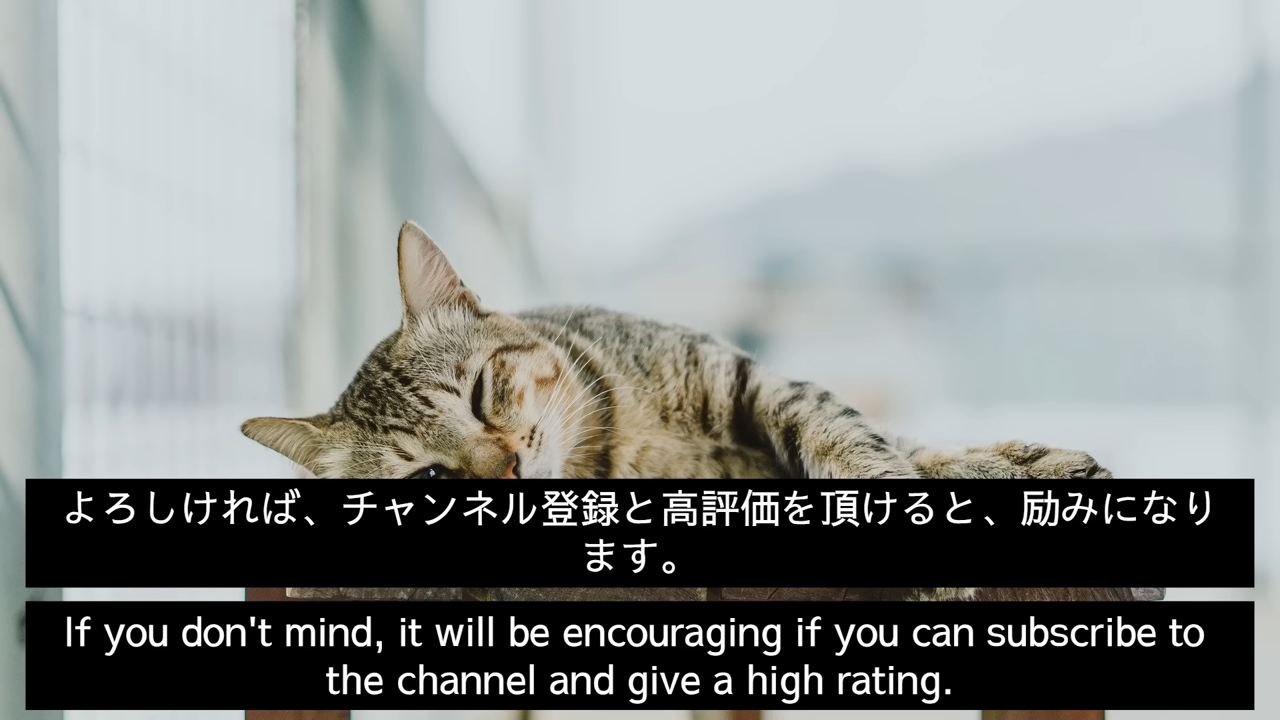 よろしければ、チャンネル登録と高評価を頂けると、励みになり
ます。
If you don't mind, it will be encouraging if you can subscribe to
the channel and give a high rating.